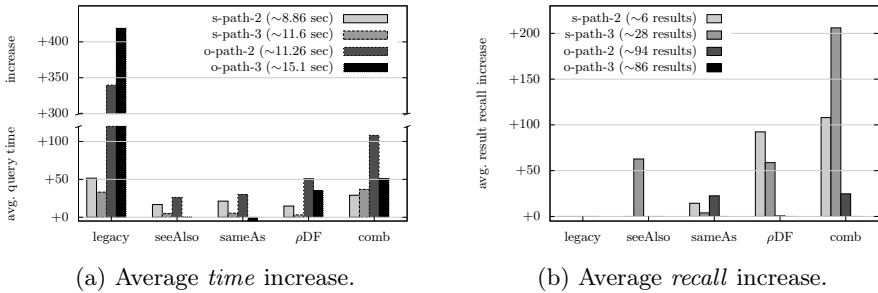 s-path-2 (~8.86 sec)
s-path-3 (~11.6 sec)
o-path-2 (~11.26 sec)
o-path-3 (~15.1 sec)
avg. query time increase
+400
+350
+300
+100
+50
+0
legacy seeAlso sameAs ρDF comb
(a) Average time increase.
s-path-2 (~6 results)
s-path-3 (~28 results)
o-path-2 (~94 results)
o-path-3 (~86 results)
avg. result recall increase
+200
+150
+100
+50
+0
legacy seeAlso sameAs ρDF comb
(b) Average recall increase.